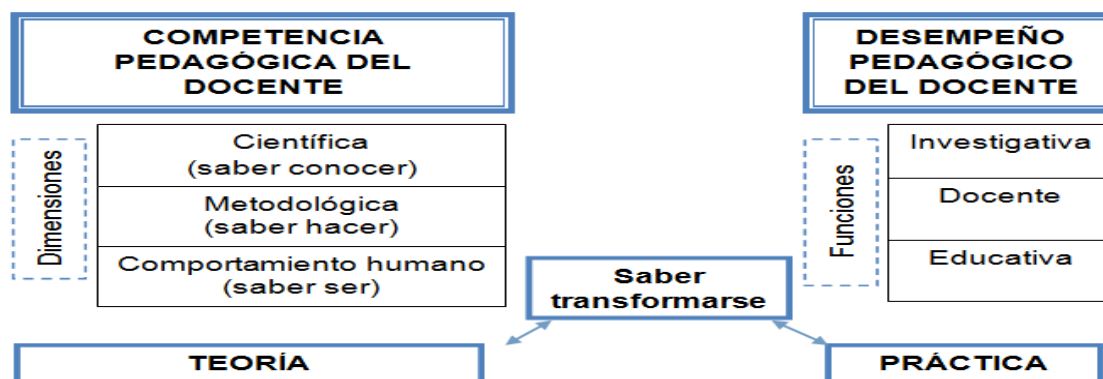 COMPETENCIA
PEDAGÓGICA DEL
DOCENTE
Dimensiones
Científica
(saber conocer)
Metodológica
(saber hacer)
Comportamiento humano
(saber ser)
Saber
transformarse
DESEMPEÑO
PEDAGÓGICO
DEL DOCENTE
Funciones
Investigativa
Docente
Educativa
TEORÍA
PRÁCTICA